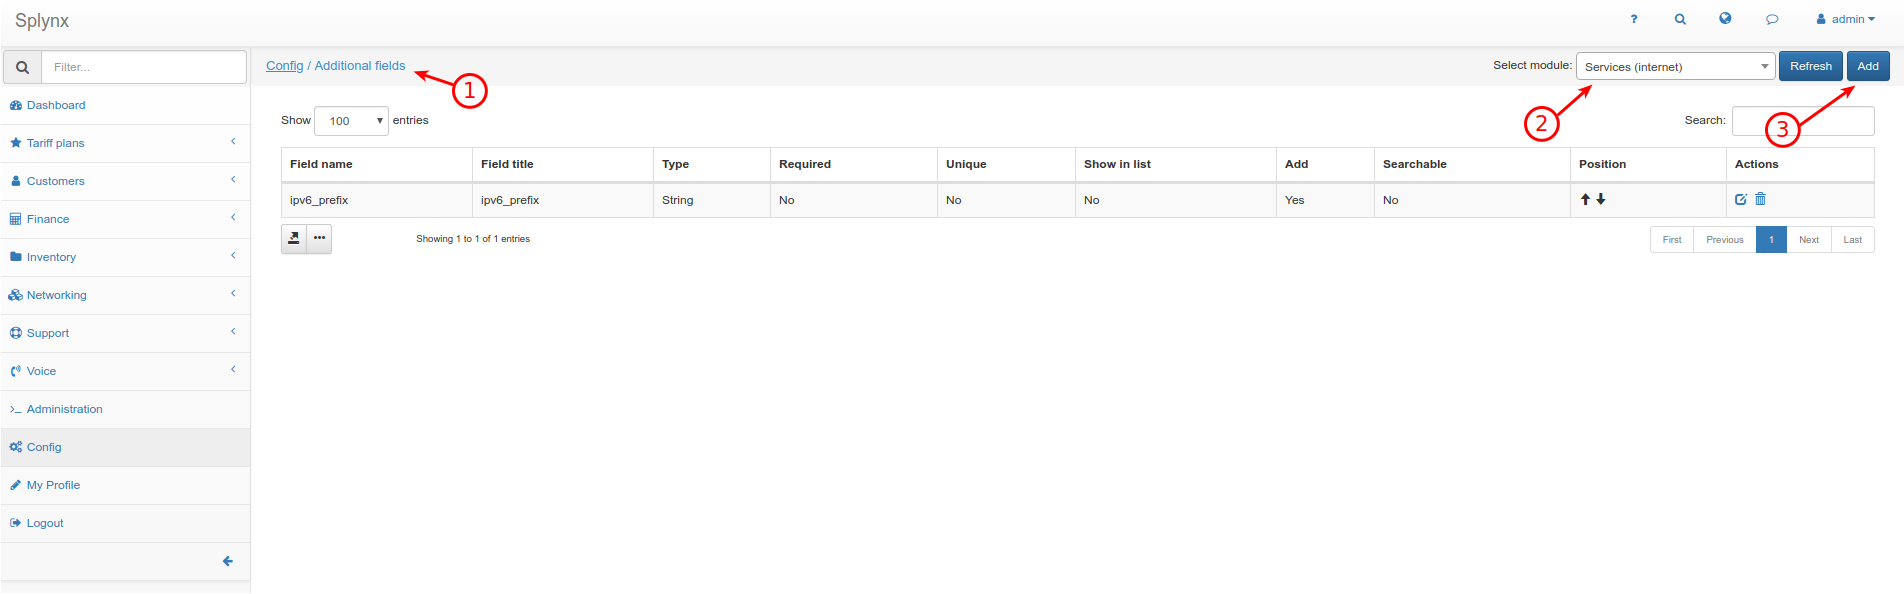 Splynx
? admin
Filter...
Config / Additional fields
1
Select module: Services (internet) Refresh Add
2
3
Dashboard
Tariff plans
Customers
Finance
Inventory
Networking
Support
Voice
Administration
Config
My Profile
Logout
Show 100 entries
Search:
Field name Field title Type Required Unique Show in list Add Searchable Position Actions
ipv6_prefix ipv6_prefix String No No No Yes No
Showing 1 to 1 of 1 entries
First Previous 1 Next Last